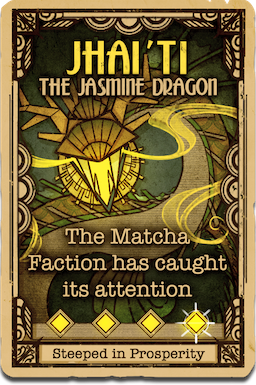 JHAI'TI
THE JASMINE DRAGON
The Matcha
Faction has caught
its attention
Steeped in Prosperity